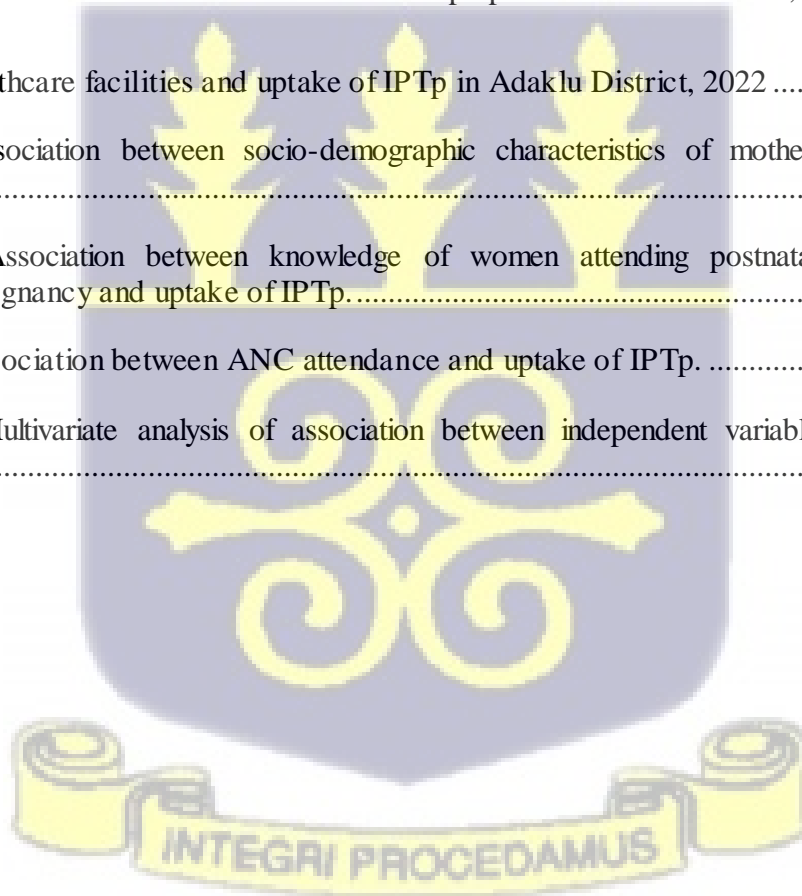 thcare facilities and uptake of IPTp in Adaklu District, 2022 ....
sociation between socio-demographic characteristics of mothe
................................................................................
Association between knowledge of women attending postnata
gnancy and uptake of IPTp. ................................................
ociation between ANC attendance and uptake of IPTp. ............
Multivariate analysis of association between independent variabl
................................................................................
INTEGRI PROCEDAMUS